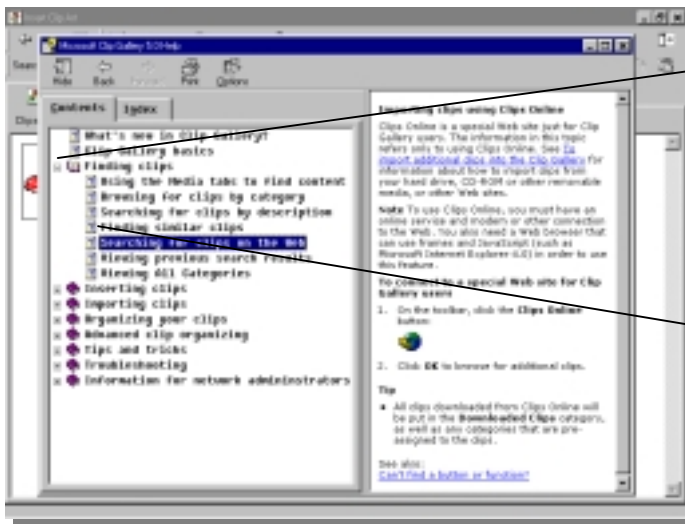 Insert Clip Art
Microsoft Clip Gallery 5.0 Help
Hide Back Forward Print Options
Contents Index
What's new in Clip Gallery?
Clip Gallery basics
Finding clips
Using the Media tabs to find content
Browsing for clips by category
Searching for clips by description
Finding similar clips
Searching for clips on the Web
Viewing previous search results
Viewing All Categories
Inserting clips
Importing clips
Organizing your clips
Advanced clip organizing
Tips and tricks
Troubleshooting
Information for network admininstrators
Importing clips using Clips Online
Clips Online is a special Web site just for Clip
Gallery users. The information in this topic
refers only to using Clips Online. See To
import additional clips into the Clip Gallery for
information about how to import clips from
your hard drive, CD-ROM or other removable
media, or other Web sites.
Note To use Clips Online, you must have an
online service and modem or other connection
to the Web. You also need a Web browser that
can use frames and JavaScript (such as
Microsoft Internet Explorer 4.0) in order to use
this feature.
To connect to a special Web site for Clip
Gallery users
1. On the toolbar, click the Clips Online
button:
2. Click OK to browse for additional clips.
Tip
• All clips downloaded from Clips Online will
be put in the Downloaded Clips category,
as well as any categories that are pre-
assigned to the clips.
See also:
Can't find a button or function?